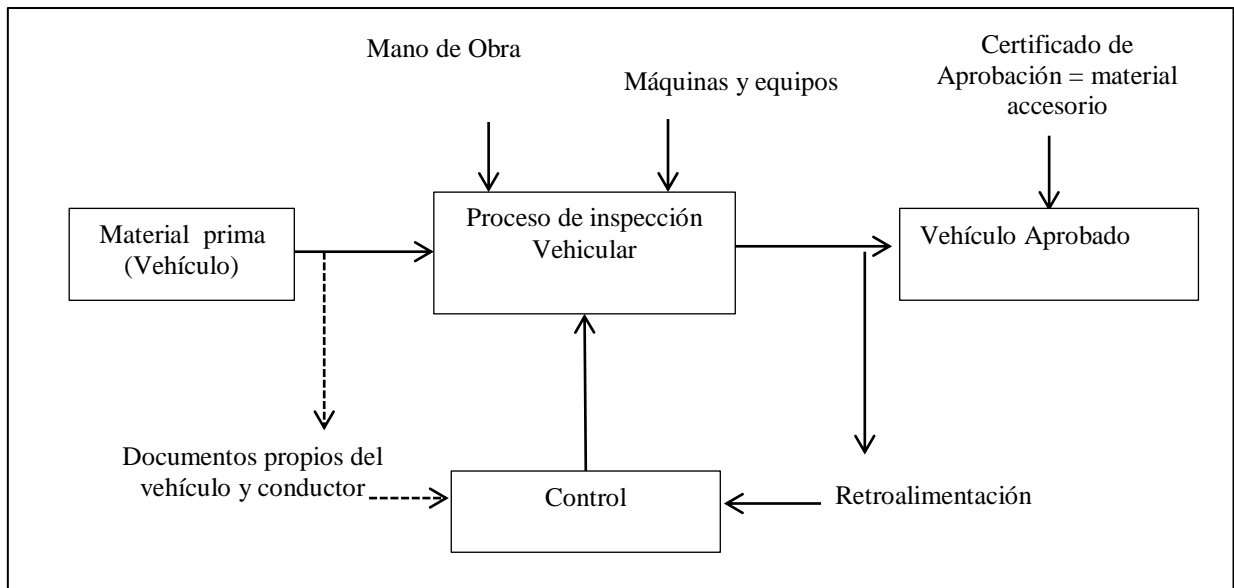 Mano de Obra
Máquinas y equipos
Certificado de
Aprobación = material
accesorio
Material prima
(Vehículo)
Proceso de inspección
Vehicular
Vehículo Aprobado
Documentos propios del
vehículo y conductor
Control
Retroalimentación